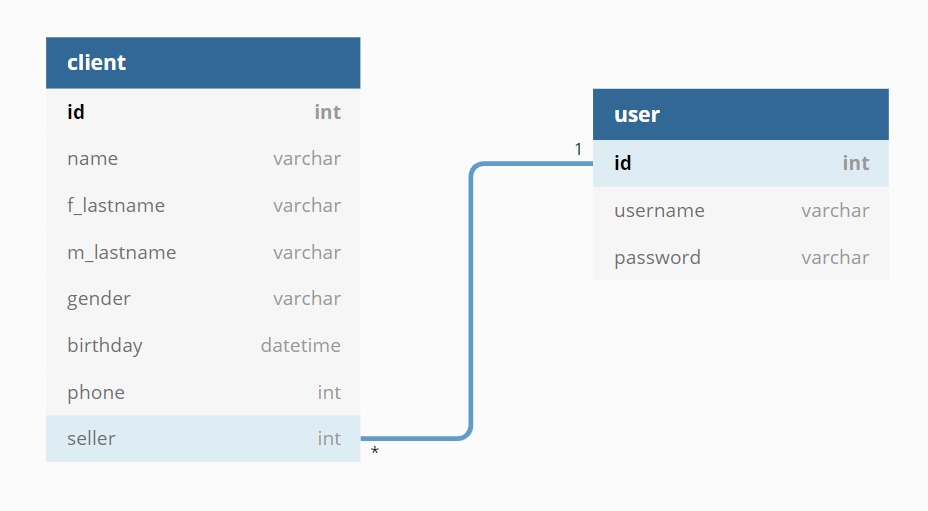 client
id int
name varchar
f_lastname varchar
m_lastname varchar
gender varchar
birthday datetime
phone int
seller int
*
1
user
id int
username varchar
password varchar